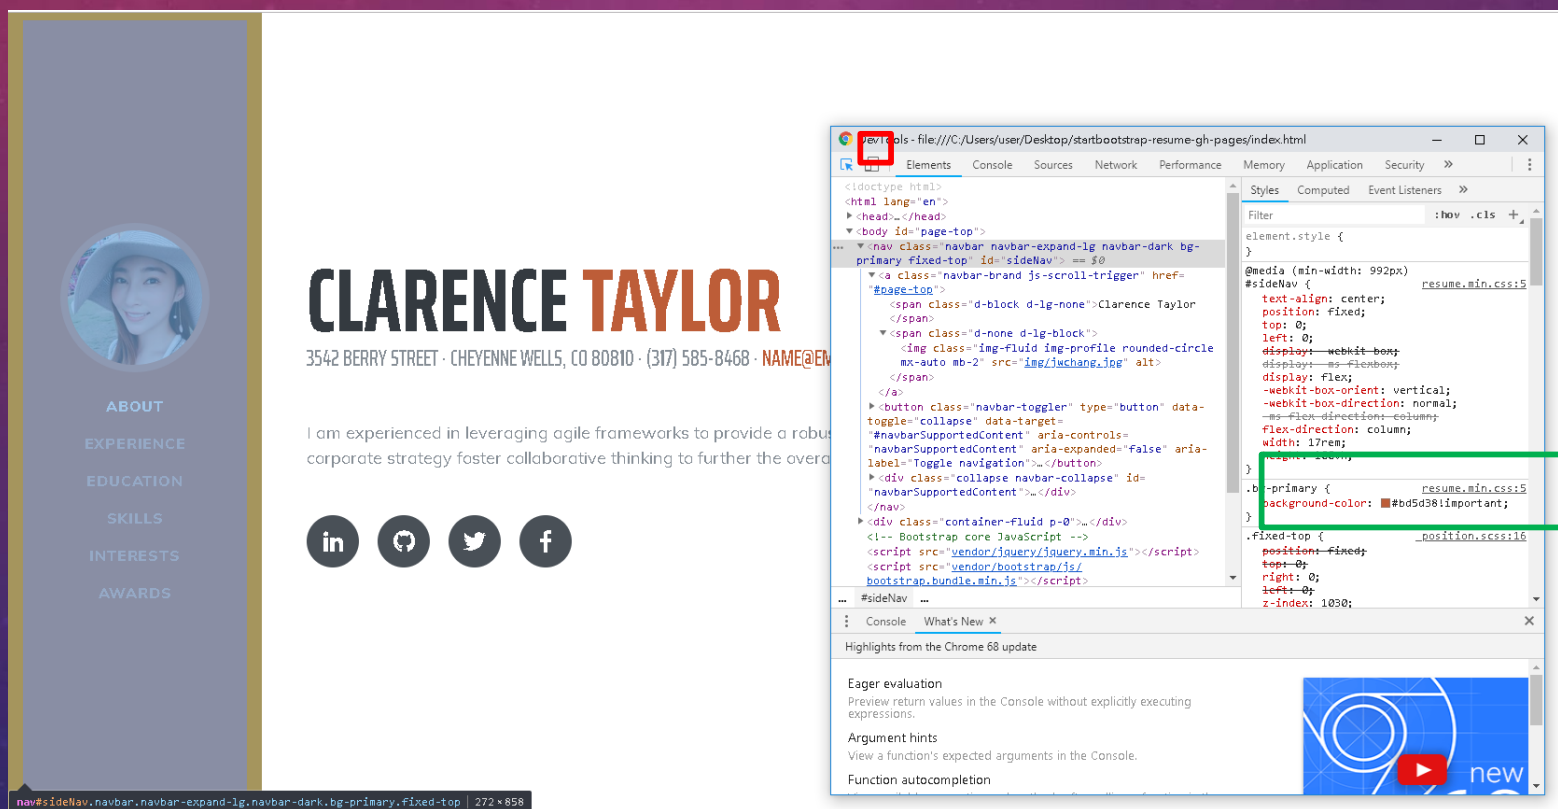 ABOUT
EXPERIENCE
EDUCATION
SKILLS
INTERESTS
AWARDS
nav#sideNav.navbar.navbar-expand-lg.navbar-dark.bg-primary.fixed-top | 272×858
CLARENCE TAYLOR
3542 BERRY STREET · CHEYENNE WELLS, CO 80810 · (317) 585-8468 · NAME@EM
I am experienced in leveraging agile frameworks to provide a robus
corporate strategy foster collaborative thinking to further the overa
in
f
DevTools - file:///C:/Users/user/Desktop/startbootstrap-resume-gh-pages/index.html
Elements Console Sources Network Performance Memory Application Security »
<!doctype html>
<html lang="en">
<head>…</head>
<body id="page-top">
… <nav class="navbar navbar-expand-lg navbar-dark bg-
primary fixed-top" id="sideNav"> == $0
<a class="navbar-brand js-scroll-trigger" href=
"#page-top">
<span class="d-block d-lg-none">Clarence Taylor
</span>
<span class="d-none d-lg-block">
<img class="img-fluid img-profile rounded-circle
mx-auto mb-2" src="img/jwchang.jpg" alt>
</span>
</a>
<button class="navbar-toggler" type="button" data-
toggle="collapse" data-target=
"#navbarSupportedContent" aria-controls=
"navbarSupportedContent" aria-expanded="false" aria-
label="Toggle navigation">…</button>
<div class="collapse navbar-collapse" id=
"navbarSupportedContent">…</div>
</nav>
<div class="container-fluid p-0">…</div>
<!-- Bootstrap core JavaScript -->
<script src="vendor/jquery/jquery.min.js"></script>
<script src="vendor/bootstrap/js/
bootstrap.bundle.min.js"></script>
… #sideNav …
Styles Computed Event Listeners »
Filter :hov .cls +
element.style {
}
@media (min-width: 992px)
#sideNav { resume.min.css:5
text-align: center;
position: fixed;
top: 0;
left: 0;
display: -webkit-box;
display: -ms-flexbox;
display: flex;
-webkit-box-orient: vertical;
-webkit-box-direction: normal;
-ms-flex-direction: column;
flex-direction: column;
width: 17rem;
height: 100vh;
}
.bg-primary { resume.min.css:5
background-color: #bd5d38!important;
}
.fixed-top { _position.scss:16
position: fixed;
top: 0;
right: 0;
left: 0;
z-index: 1030;
Console What's New ×
Highlights from the Chrome 68 update
Eager evaluation
Preview return values in the Console without explicitly executing
expressions.
Argument hints
View a function's expected arguments in the Console.
Function autocompletion
new